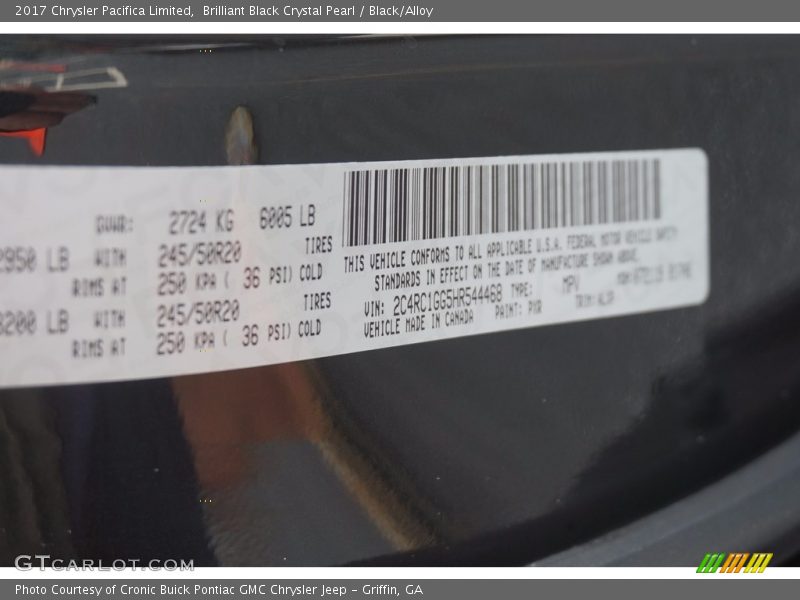 2017 Chrysler Pacifica Limited, Brilliant Black Crystal Pearl / Black/Alloy
GVWR: 2724 KG 6005 LB
2950 LB WITH 245/50R20 TIRES
RIMS AT 250 KPA ( 36 PSI) COLD
3200 LB WITH 245/50R20 TIRES
RIMS AT 250 KPA ( 36 PSI) COLD
THIS VEHICLE CONFORMS TO ALL APPLICABLE U.S.A. FEDERAL MOTOR VEHICLE SAFETY
STANDARDS IN EFFECT ON THE DATE OF MANUFACTURE SHOWN ABOVE.
VIN: 2C4RC1GG5HR544468 TYPE: MPV
VEHICLE MADE IN CANADA PAINT: PXR TRIM:
GTCARLOT.COM
Photo Courtesy of Cronic Buick Pontiac GMC Chrysler Jeep - Griffin, GA